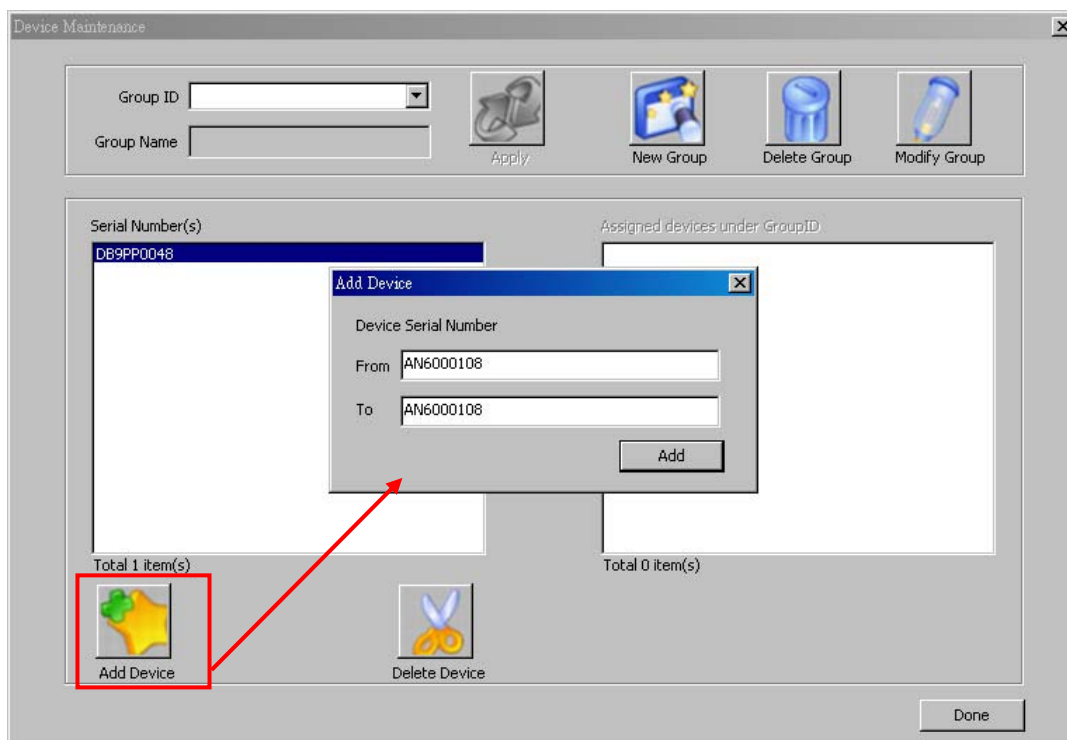 Device Maintenance
Group ID
Group Name
Apply
New Group
Delete Group
Modify Group
Serial Number(s)
DB9PP0048
Assigned devices under GroupID
Add Device
Device Serial Number
From AN6000108
To AN6000108
Add
Total 1 item(s)
Total 0 item(s)
Add Device
Delete Device
Done